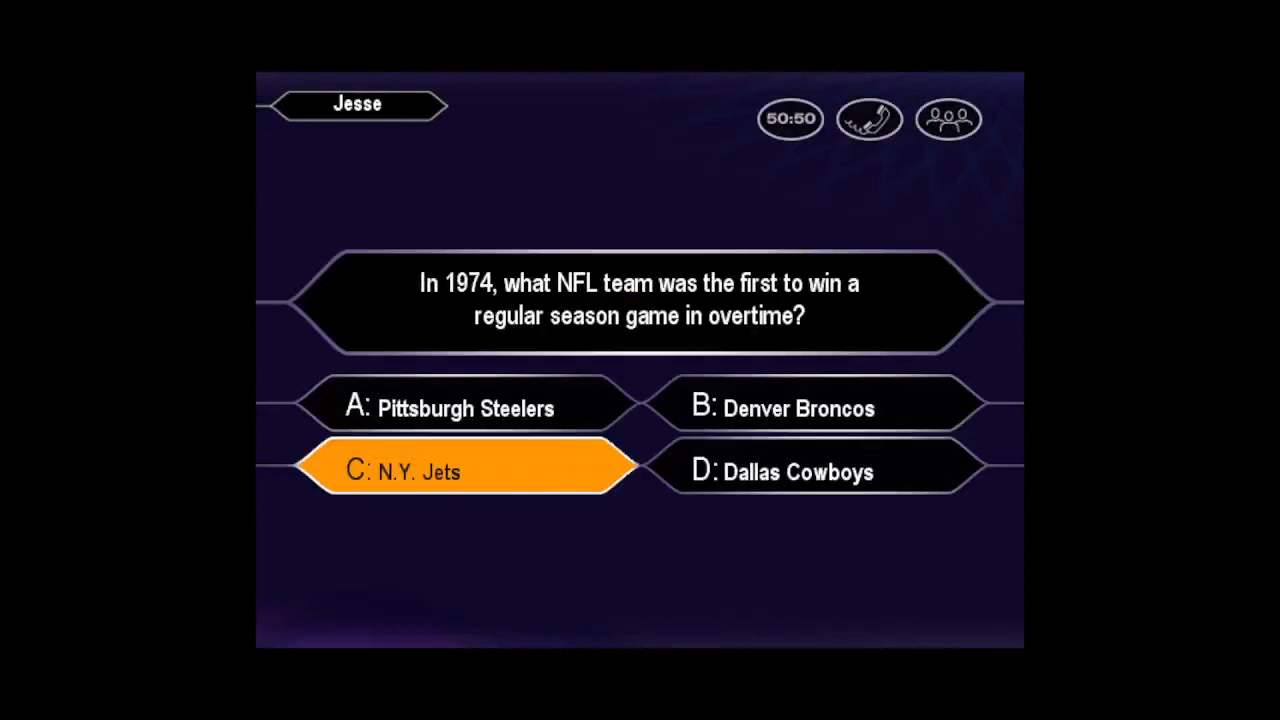 Jesse
50:50
In 1974, what NFL team was the first to win a
regular season game in overtime?
A: Pittsburgh Steelers
B: Denver Broncos
C: N.Y. Jets
D: Dallas Cowboys